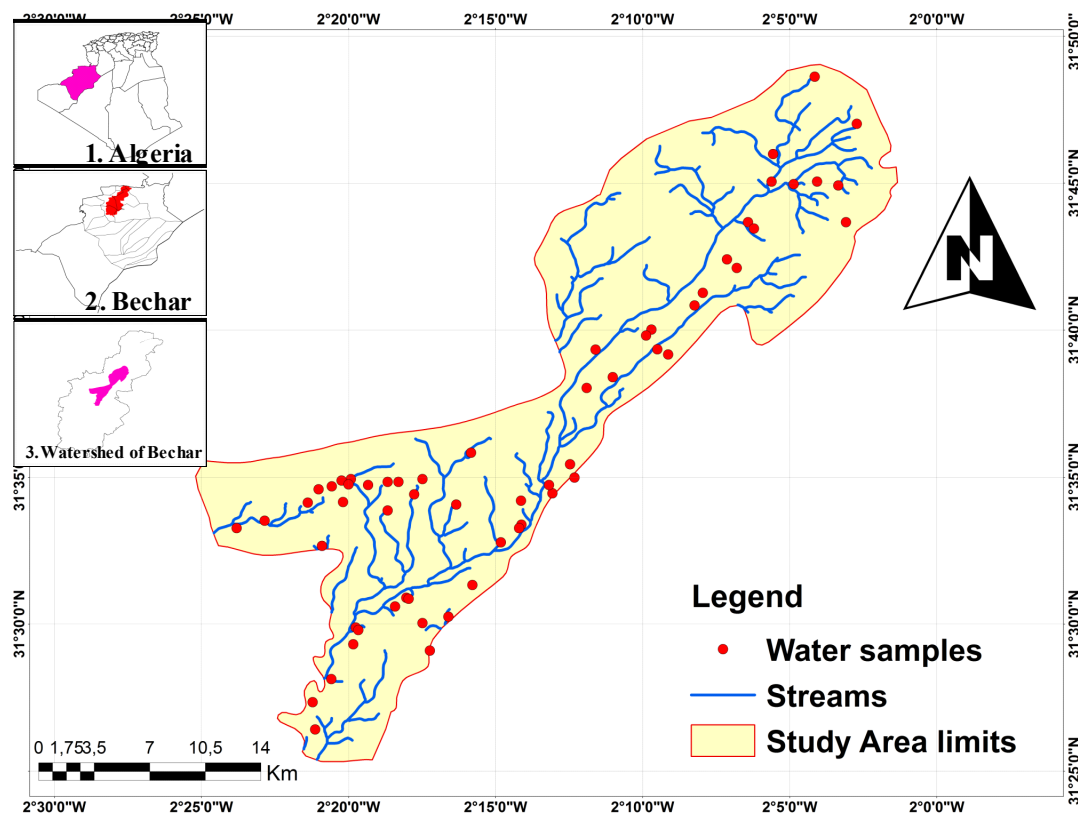 2°30'0"W 2°25'0"W 2°20'0"W 2°15'0"W 2°10'0"W 2°5'0"W 2°0'0"W
1. Algeria
2. Bechar
3. Watershed of Bechar
31°50'0"N
31°45'0"N
31°40'0"N
31°35'0"N
31°30'0"N
31°25'0"N
31°35'0"N
31°30'0"N
N
Legend
Water samples
Streams
Study Area limits
0 1,75 3,5 7 10,5 14
Km
2°30'0"W 2°25'0"W 2°20'0"W 2°15'0"W 2°10'0"W 2°5'0"W 2°0'0"W